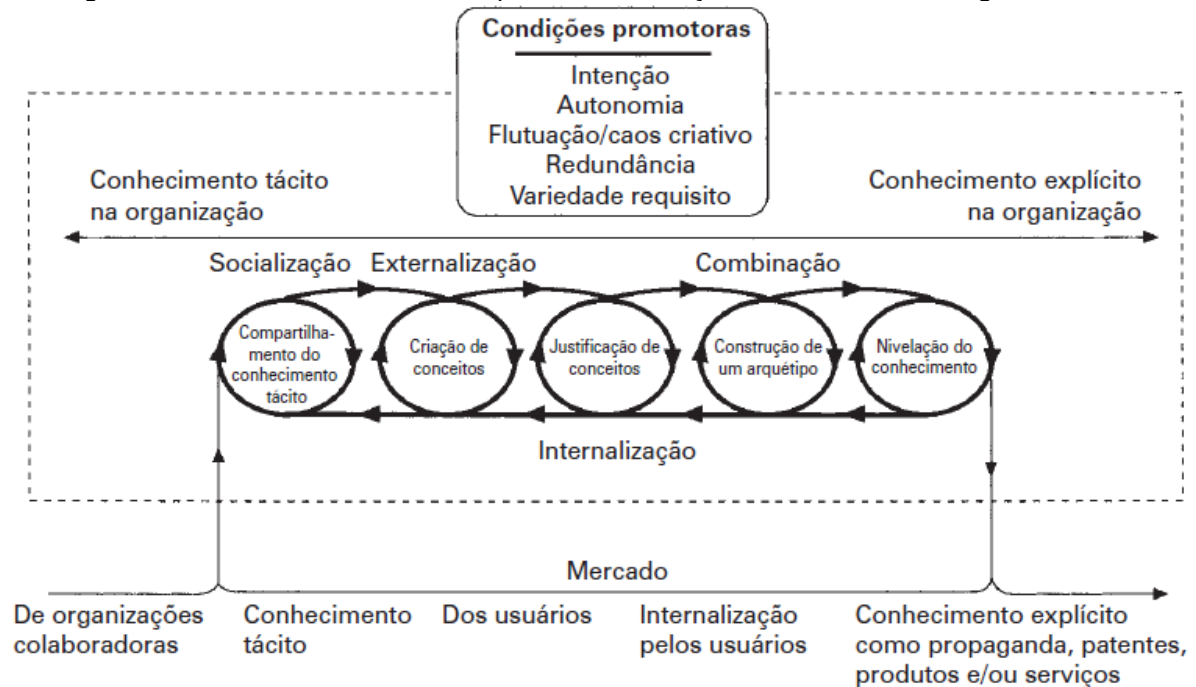 Condições promotoras
Intenção
Autonomia
Flutuação/caos criativo
Redundância
Variedade requisito
Conhecimento tácito
na organização
Conhecimento explícito
na organização
Socialização
Externalização
Combinação
Compartilha-
mento do
conhecimento
tácito
Criação de
conceitos
Justificação de
conceitos
Construção de
um arquétipo
Nivelação do
conhecimento
Internalização
Mercado
De organizações
colaboradoras
Conhecimento
tácito
Dos usuários
Internalização
pelos usuários
Conhecimento explícito
como propaganda, patentes,
produtos e/ou serviços